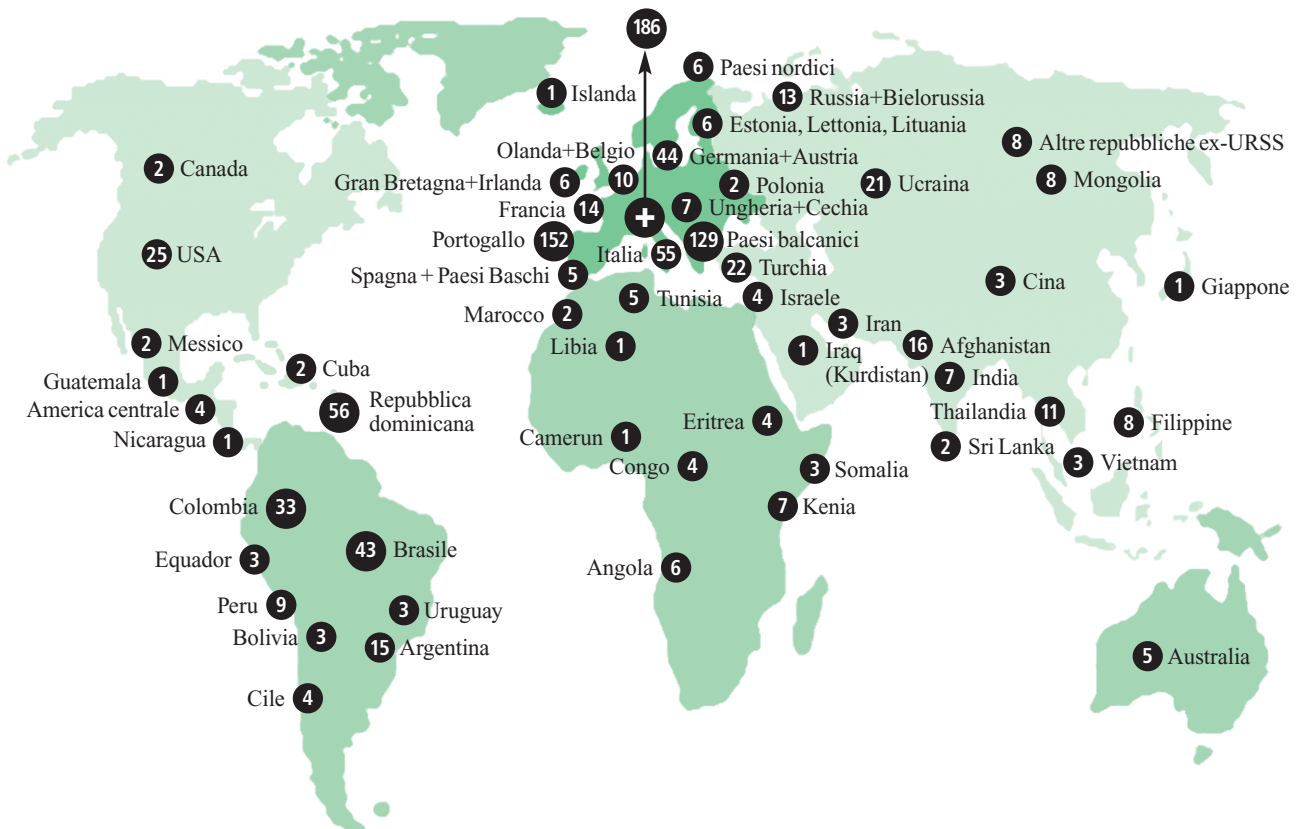 186
6 Paesi nordici
1 Islanda
13 Russia+Bielorussia
6 Estonia, Lettonia, Lituania
8 Altre repubbliche ex-URSS
Olanda+Belgio 10
44 Germania+Austria
2 Canada
Gran Bretagna+Irlanda 6
2 Polonia
21 Ucraina
8 Mongolia
Francia 14
+
7 Ungheria+Cechia
Portogallo 152
129 Paesi balcanici
25 USA
Italia 55
22 Turchia
Spagna + Paesi Baschi 5
3 Cina
1 Giappone
5 Tunisia
4 Israele
Marocco 2
3 Iran
2 Messico
Libia 1
1 Iraq
(Kurdistan)
16 Afghanistan
2 Cuba
Guatemala 1
7 India
America centrale 4
56 Repubblica
dominicana
Thailandia 11
8 Filippine
Eritrea 4
Nicaragua 1
Camerun 1
2 Sri Lanka
3 Vietnam
Congo 4
3 Somalia
Colombia 33
7 Kenia
43 Brasile
Equador 3
Angola 6
Peru 9
3 Uruguay
Bolivia 3
15 Argentina
5 Australia
Cile 4